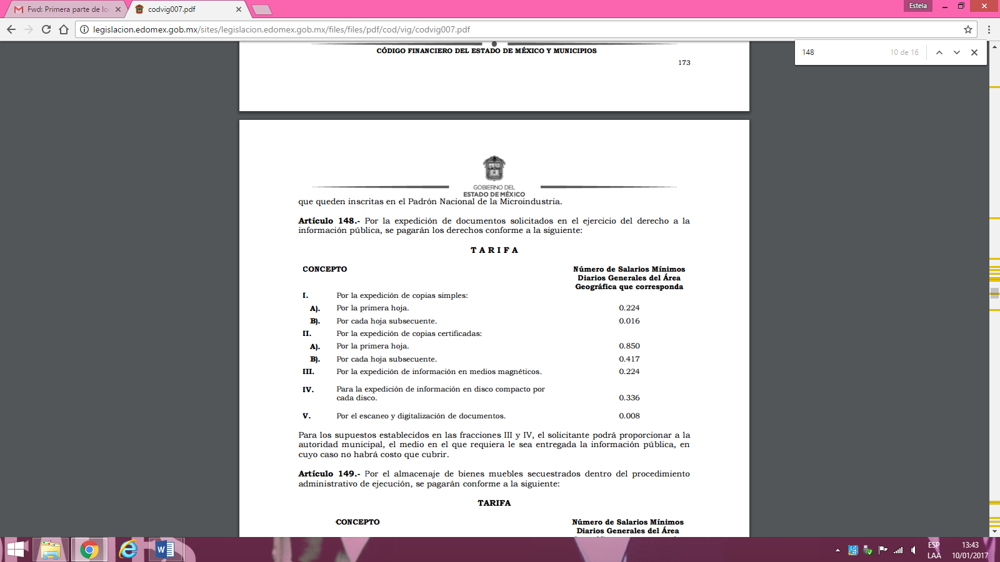 Fwd: Primera parte de lo
codvig007.pdf
Estela
legislacion.edomex.gob.mx/sites/legislacion.edomex.gob.mx/files/files/pdf/cod/vig/codvig007.pdf
148
10 de 16
CÓDIGO FINANCIERO DEL ESTADO DE MÉXICO Y MUNICIPIOS
173
GOBIERNO DEL
ESTADO DE MÉXICO
que queden inscritas en el Padrón Nacional de la Microindustria.
Artículo 148.- Por la expedición de documentos solicitados en el ejercicio del derecho a la
información pública, se pagarán los derechos conforme a la siguiente:
T A R I F A
CONCEPTO
Número de Salarios Mínimos
Diarios Generales del Área
Geográfica que corresponda
I. Por la expedición de copias simples:
A). Por la primera hoja. 0.224
B). Por cada hoja subsecuente. 0.016
II. Por la expedición de copias certificadas:
A). Por la primera hoja. 0.850
B). Por cada hoja subsecuente. 0.417
III. Por la expedición de información en medios magnéticos. 0.224
IV. Para la expedición de información en disco compacto por
cada disco. 0.336
V. Por el escaneo y digitalización de documentos. 0.008
Para los supuestos establecidos en las fracciones III y IV, el solicitante podrá proporcionar a la
autoridad municipal, el medio en el que requiera le sea entregada la información pública, en
cuyo caso no habrá costo que cubrir.
Artículo 149.- Por el almacenaje de bienes muebles secuestrados dentro del procedimiento
administrativo de ejecución, se pagarán conforme a la siguiente:
TARIFA
CONCEPTO
Número de Salarios Mínimos
Diarios Generales del Área
ESP
LAA
13:43
10/01/2017